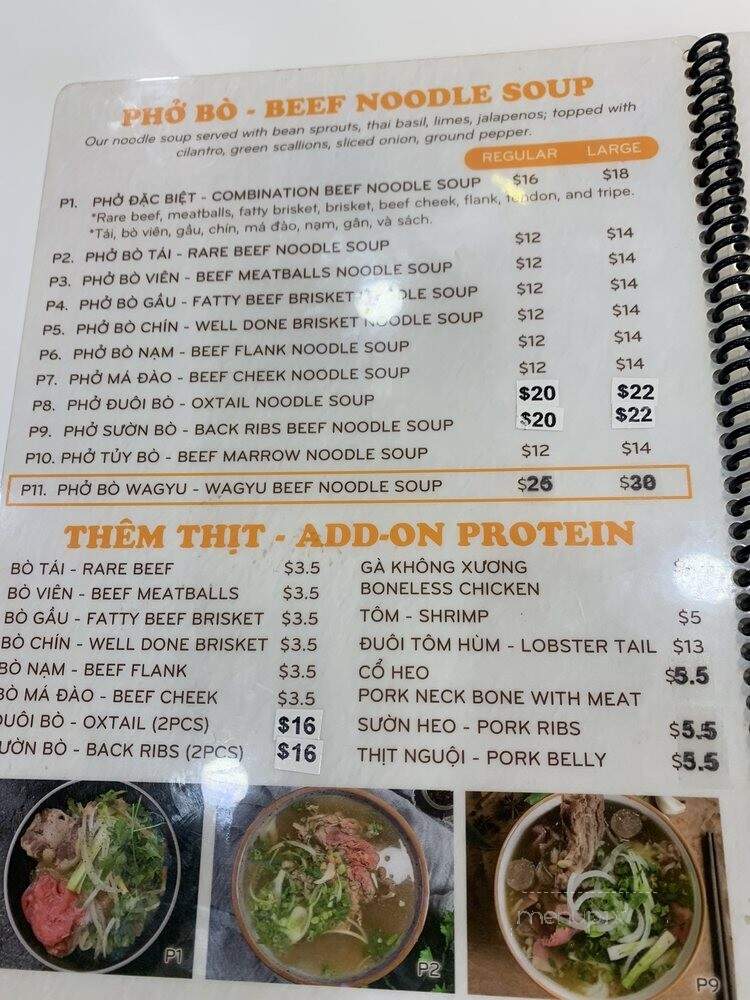 PHỞ BÒ - BEEF NOODLE SOUP
Our noodle soup served with bean sprouts, thai basil, limes, jalapenos; topped with
cilantro, green scallions, sliced onion, ground pepper.
REGULAR LARGE
P1. PHỞ ĐẶC BIỆT - COMBINATION BEEF NOODLE SOUP $16 $18
*Rare beef, meatballs, fatty brisket, brisket, beef cheek, flank, tendon, and tripe.
*Tái, bò viên, gầu, chín, má đào, nạm, gân, và sách.
P2. PHỞ BÒ TÁI - RARE BEEF NOODLE SOUP $12 $14
P3. PHỞ BÒ VIÊN - BEEF MEATBALLS NOODLE SOUP $12 $14
P4. PHỞ BÒ GẦU - FATTY BEEF BRISKET NOODLE SOUP $12 $14
P5. PHỞ BÒ CHÍN - WELL DONE BRISKET NOODLE SOUP $12 $14
P6. PHỞ BÒ NẠM - BEEF FLANK NOODLE SOUP $12 $14
P7. PHỞ MÁ ĐÀO - BEEF CHEEK NOODLE SOUP $12 $14
P8. PHỞ ĐUÔI BÒ - OXTAIL NOODLE SOUP $20 $22
P9. PHỞ SƯỜN BÒ - BACK RIBS BEEF NOODLE SOUP $20 $22
P10. PHỞ TỦY BÒ - BEEF MARROW NOODLE SOUP $12 $14
P11. PHỞ BÒ WAGYU - WAGYU BEEF NOODLE SOUP $25 $30
THÊM THỊT - ADD-ON PROTEIN
BÒ TÁI - RARE BEEF $3.5
BÒ VIÊN - BEEF MEATBALLS $3.5
BÒ GẦU - FATTY BEEF BRISKET $3.5
BÒ CHÍN - WELL DONE BRISKET $3.5
BÒ NẠM - BEEF FLANK $3.5
BÒ MÁ ĐÀO - BEEF CHEEK $3.5
ĐUÔI BÒ - OXTAIL (2PCS) $16
SƯỜN BÒ - BACK RIBS (2PCS) $16
GÀ KHÔNG XƯƠNG
BONELESS CHICKEN
TÔM - SHRIMP $5
ĐUÔI TÔM HÙM - LOBSTER TAIL $13
CỔ HEO $5.5
PORK NECK BONE WITH MEAT
SƯỜN HEO - PORK RIBS $5.5
THỊT NGUỘI - PORK BELLY $5.5
P1
P2
P9
menupix